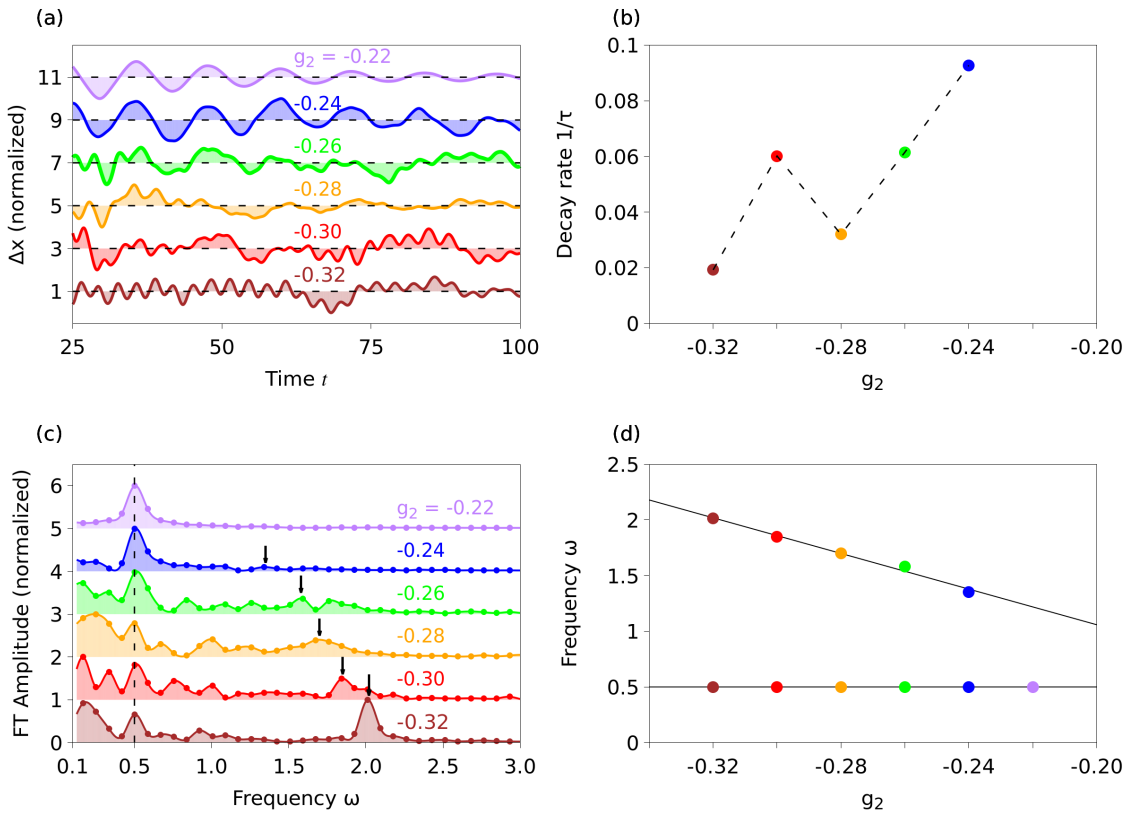 (a)
Δx (normalized)
11
9
7
5
3
1
g2 = -0.22
-0.24
-0.26
-0.28
-0.30
-0.32
25 50 75 100
Time t
(b)
Decay rate 1/τ
0.1
0.08
0.06
0.04
0.02
0
-0.32 -0.28 -0.24 -0.20
g2
(c)
FT Amplitude (normalized)
6
5
4
3
2
1
0
g2 = -0.22
-0.24
-0.26
-0.28
-0.30
-0.32
0.1 0.5 1.0 1.5 2.0 2.5 3.0
Frequency ω
(d)
Frequency ω
2.5
2
1.5
1
0.5
0
-0.32 -0.28 -0.24 -0.20
g2